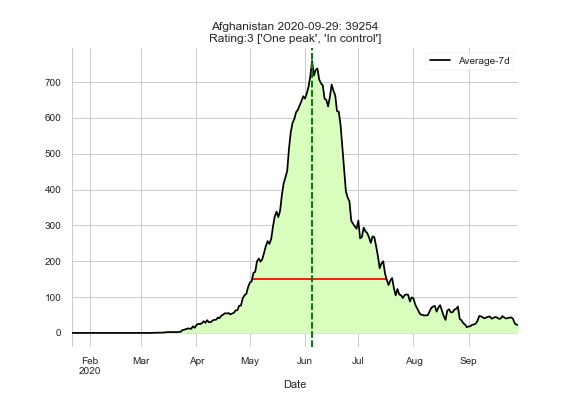 Afghanistan 2020-09-29: 39254
Rating:3 ['One peak', 'In control']
Average-7d
700
600
500
400
300
200
100
0
Feb Mar Apr May Jun Jul Aug Sep
2020
Date